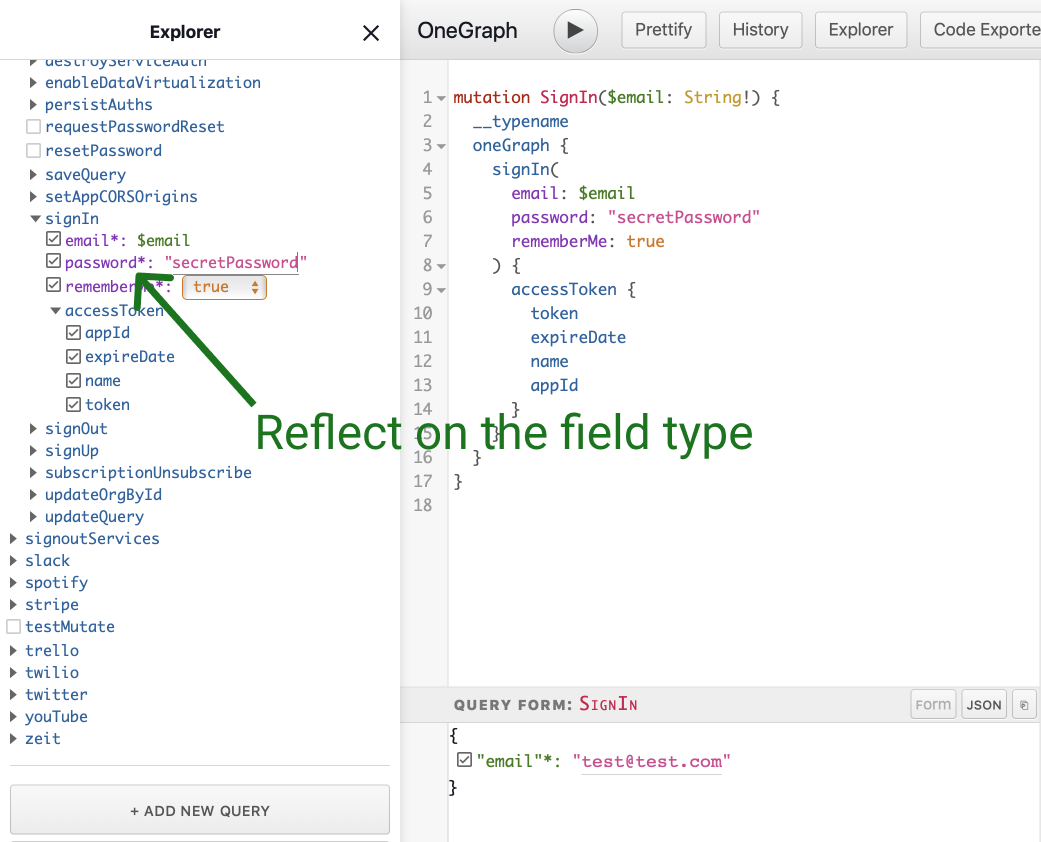 Explorer
destroyServiceAuth
enableDataVirtualization
persistAuths
requestPasswordReset
resetPassword
saveQuery
setAppCORSOrigins
signIn
email*: $email
password*: "secretPassword"
true
accessToken
appId
expireDate
name
token
signOut
signUp
subscriptionUnsubscribe
updateOrgById
updateQuery
signoutServices
slack
spotify
stripe
testMutate
trello
twilio
twitter
youTube
zeit
+ ADD NEW QUERY
Reflect on the field type
OneGraph Prettify History Explorer Code Exporte
1 mutation SignIn($email: String!) {
2 __typename
3 oneGraph {
4 signIn(
5 email: $email
6 password: "secretPassword"
7 rememberMe: true
8 ) {
9 accessToken {
10 token
11 expireDate
12 name
13 appId
14 }
15 }
16 }
17 }
18
QUERY FORM: SIGNIN Form JSON
{
"email"*: "test@test.com"
}